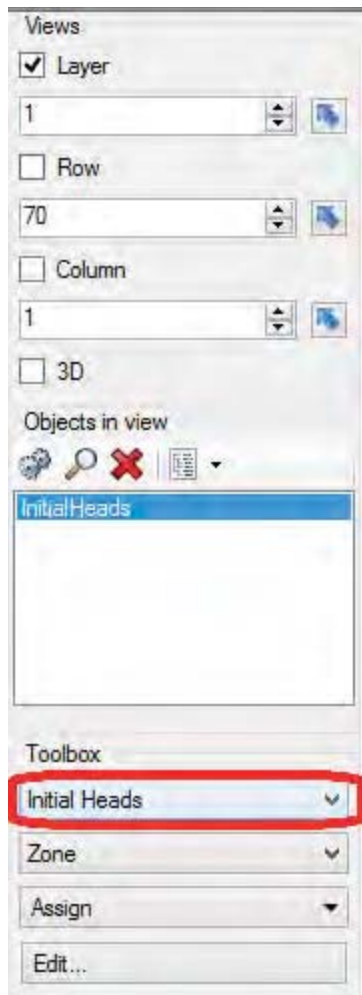 Views
Layer
1
Row
70
Column
1
3D
Objects in view
InitialHeads
Toolbox
Initial Heads
Zone
Assign
Edit...